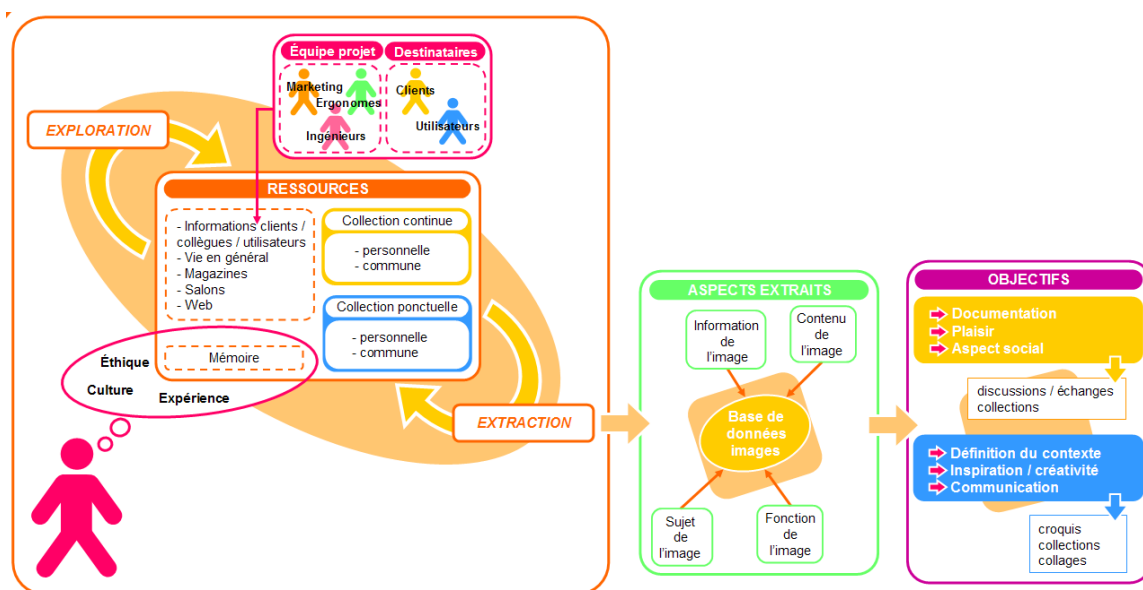 Équipe projet
Destinataires
Marketing
Ergonomes
Ingénieurs
Clients
Utilisateurs
EXPLORATION
RESSOURCES
- Informations clients /
collègues / utilisateurs
- Vie en général
- Magazines
- Salons
- Web
Mémoire
Collection continue
- personnelle
- commune
Collection ponctuelle
- personnelle
- commune
Éthique
Culture
Expérience
EXTRACTION
ASPECTS EXTRAITS
Information
de
l'image
Contenu
de
l'image
Base de
données
images
Sujet
de
l'image
Fonction
de
l'image
OBJECTIFS
Documentation
Plaisir
Aspect social
discussions / échanges
collections
Définition du contexte
Inspiration / créativité
Communication
croquis
collections
collages